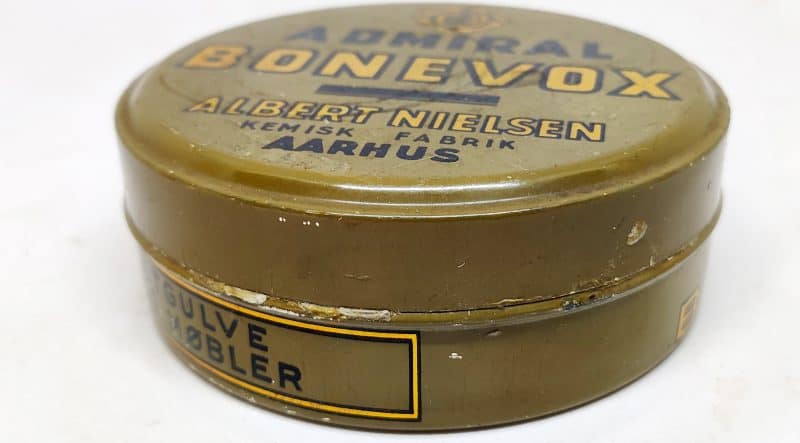 ADMIRAL
BONEVOX
ALBERT NIELSEN
KEMISK FABRIK
AARHUS
GULVE
MØBLER